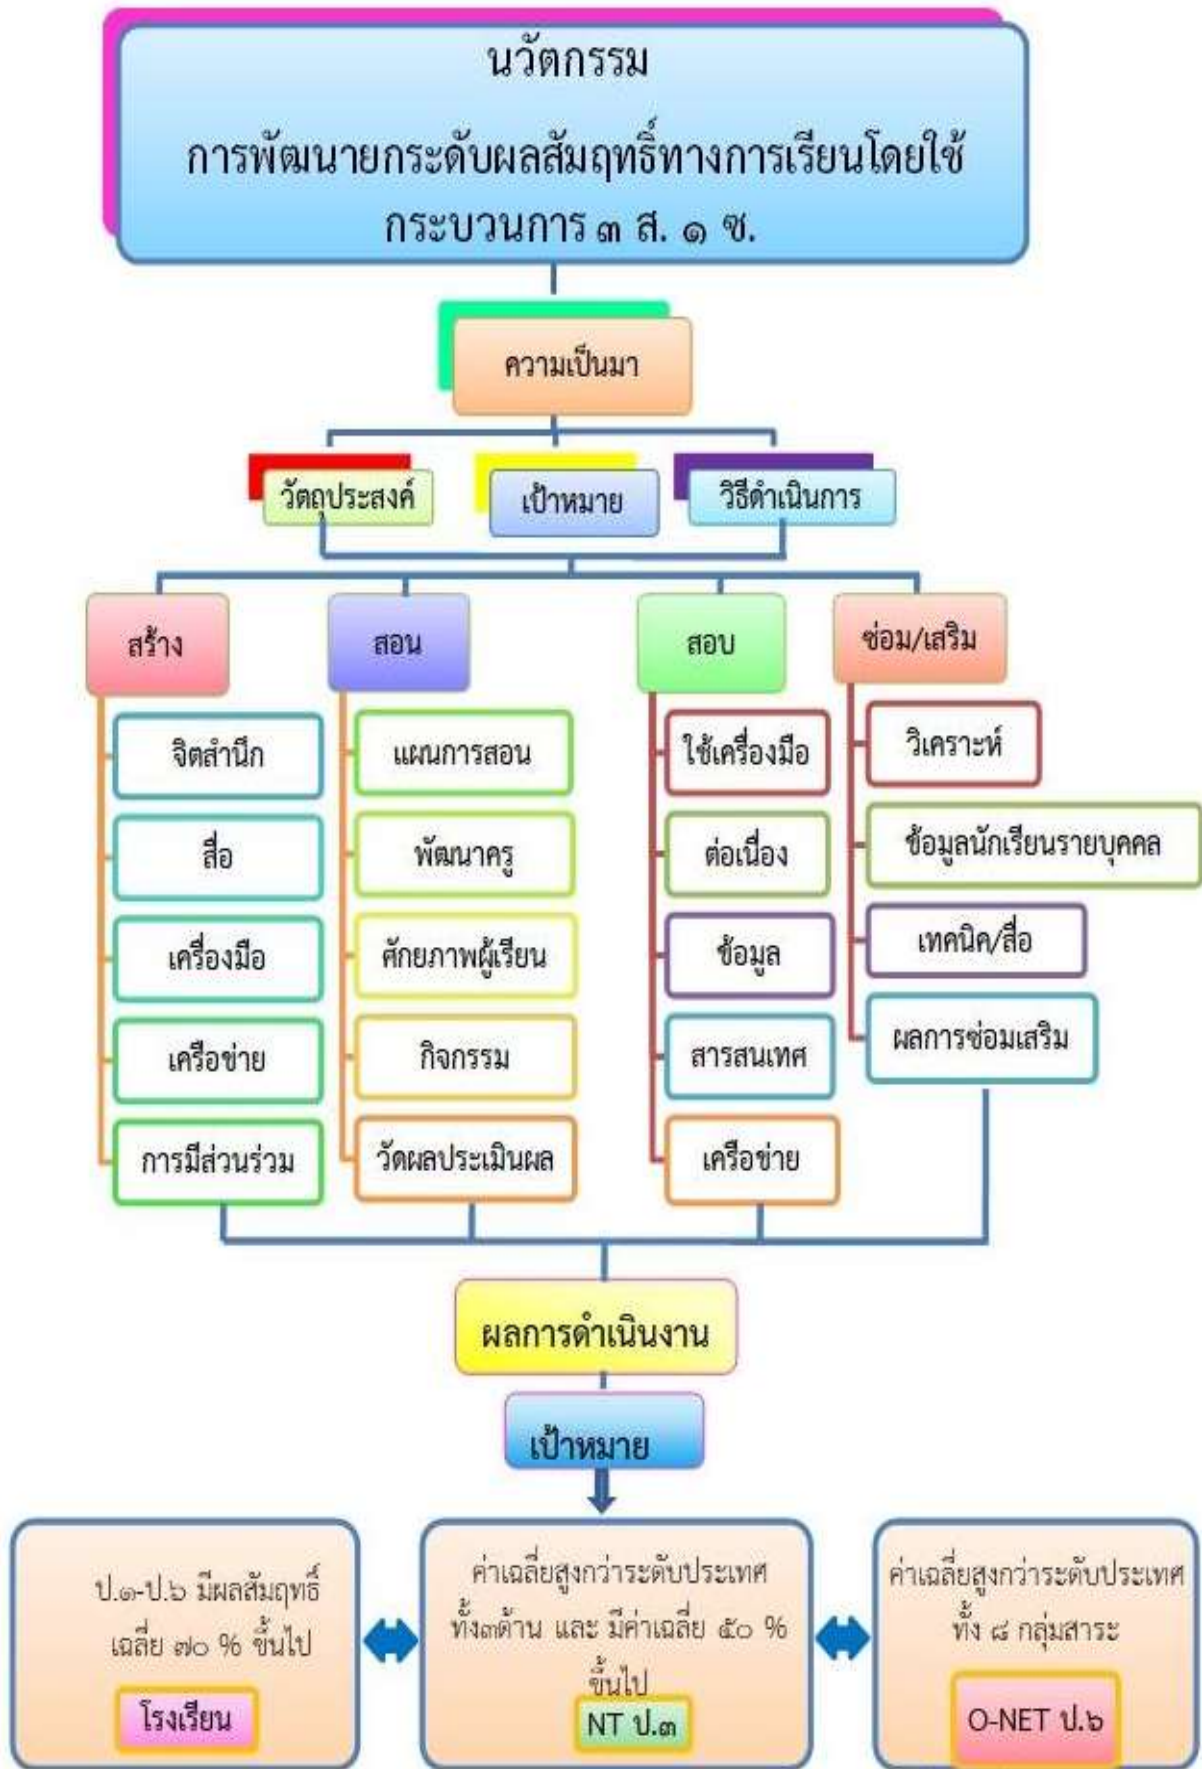 นวัตกรรม
การพัฒนายกระดับผลสัมฤทธิ์ทางการเรียนโดยใช้
กระบวนการ ๓ ส. ๑ ซ.
ความเป็นมา
วัตถุประสงค์
เป้าหมาย
วิธีดำเนินการ
สร้าง
จิตสำนึก
สื่อ
เครื่องมือ
เครือข่าย
การมีส่วนร่วม
สอน
แผนการสอน
พัฒนาครู
ศักยภาพผู้เรียน
กิจกรรม
วัดผลประเมินผล
สอบ
ใช้เครื่องมือ
ต่อเนื่อง
ข้อมูล
สารสนเทศ
เครือข่าย
ซ่อม/เสริม
วิเคราะห์
ข้อมูลนักเรียนรายบุคคล
เทคนิค/สื่อ
ผลการซ่อมเสริม
ผลการดำเนินงาน
เป้าหมาย
ป.๑-ป.๖ มีผลสัมฤทธิ์
เฉลี่ย ๗๐ % ขึ้นไป
โรงเรียน
ค่าเฉลี่ยสูงกว่าระดับประเทศ
ทั้ง๓ด้าน และ มีค่าเฉลี่ย ๕๐ %
ขึ้นไป
NT ป.๓
ค่าเฉลี่ยสูงกว่าระดับประเทศ
ทั้ง ๘ กลุ่มสาระ
O-NET ป.๖